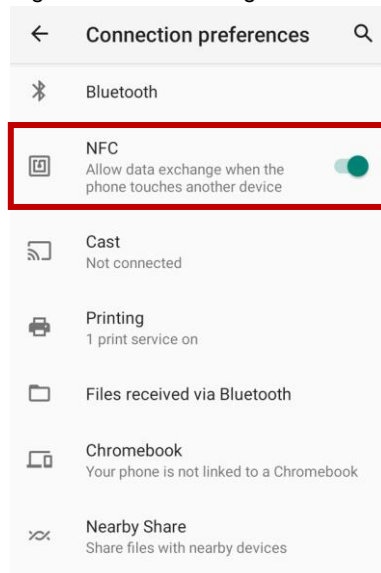 Connection preferences
Bluetooth
NFC
Allow data exchange when the
phone touches another device
Cast
Not connected
Printing
1 print service on
Files received via Bluetooth
Chromebook
Your phone is not linked to a Chromebook
Nearby Share
Share files with nearby devices